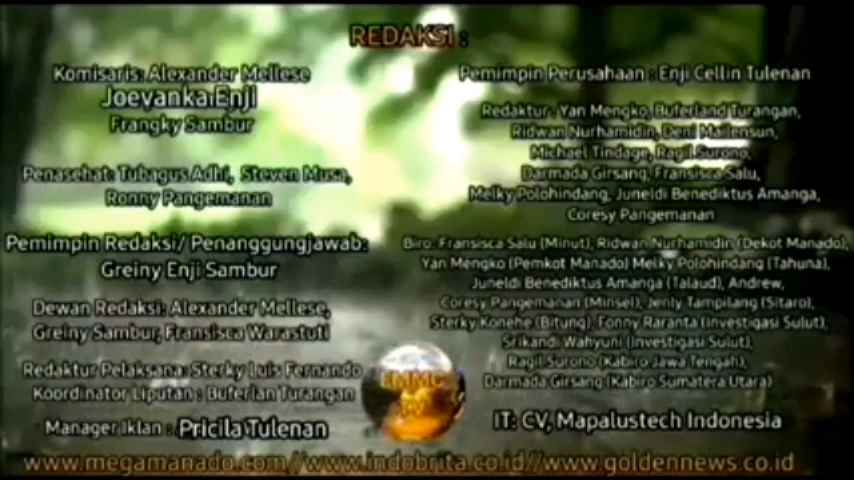 REDAKSI :
Komisaris: Alexander Mellese
Joevanka Enji
Frangky Sambur
Penasehat: Tubagus Adhi, Steven Musa,
Ronny Pangemanan
Pemimpin Redaksi/ Penanggungjawab:
Greiny Enji Sambur
Dewan Redaksi: Alexander Mellese,
Greiny Sambur, Fransisca Warastuti
Redaktur Pelaksana: Sterky Luis Fernando
Koordinator Liputan : Buferlan Turangan
Manager Iklan : Pricila Tulenan
Pemimpin Perusahaan : Enji Cellin Tulenan
Redaktur : Yan Mengko, Buferland Turangan,
Ridwan Nurhamidin, Deni Mailensun,
Michael Tindage, Ragil Surono,
Darmada Girsang, Fransisca Salu,
Melky Polohindang, Juneldi Benediktus Amanga,
Coresy Pangemanan
Biro: Fransisca Salu (Minut), Ridwan Nurhamidin (Dekot Manado),
Yan Mengko (Pemkot Manado) Melky Polohindang (Tahuna),
Juneldi Benediktus Amanga (Talaud), Andrew,
Coresy Pangemanan (Minsel), Jenly Tampilang (Sitaro),
Sterky Konehe (Bitung), Fonny Raranta (Investigasi Sulut),
Srikandi Wahyuni (Investigasi Sulut),
Ragil Surono (Kabiro Jawa Tengah),
Darmada Girsang (Kabiro Sumatera Utara)
EMMC
TV
IT: CV, Mapalustech Indonesia
www.megamanado.com//www.indobrita.co.id//www.goldennews.co.id